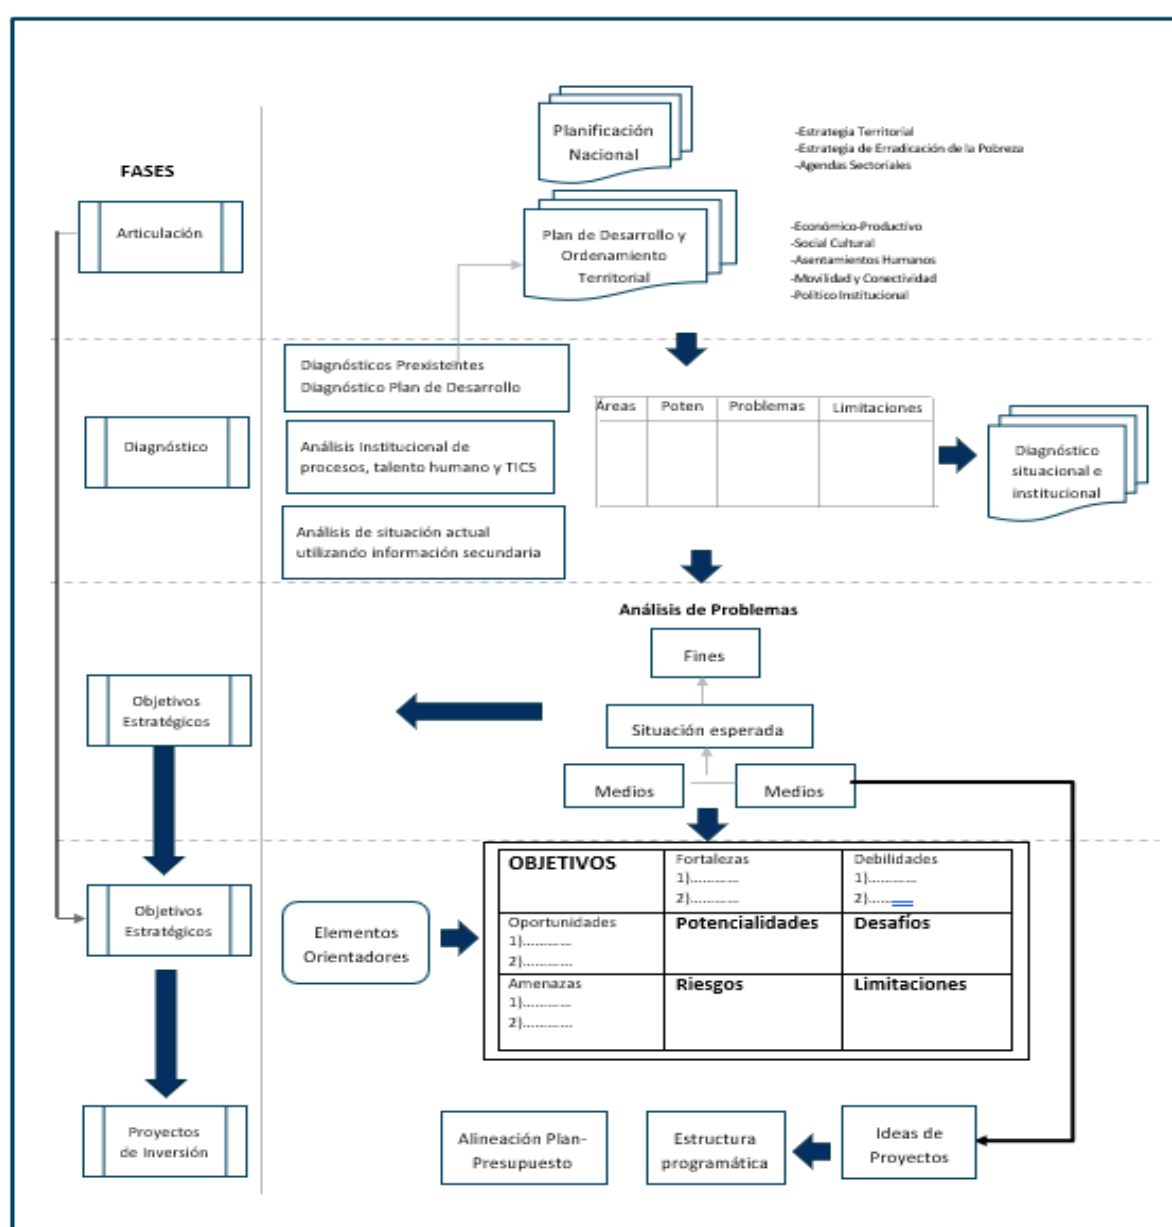 Planificación
Nacional
-Estrategia Territorial
-Estrategia de Erradicación de la Pobreza
-Agendas Sectoriales
FASES
Articulación
Plan de Desarrollo y
Ordenamiento
Territorial
-Económico-Productivo
-Social Cultural
-Asentamientos Humanos
-Movilidad y Conectividad
-Político Institucional
Diagnósticos Prexistentes
Diagnóstico Plan de Desarrollo
Áreas Poten Problemas Limitaciones
Diagnóstico
Análisis Institucional de
procesos, talento humano y TICS
Diagnóstico
situacional e
institucional
Análisis de situación actual
utilizando información secundaria
Análisis de Problemas
Fines
Objetivos
Estratégicos
Situación esperada
Medios Medios
OBJETIVOS
Fortalezas
1)............
2)............
Debilidades
1)............
2)............
Objetivos
Estratégicos
Elementos
Orientadores
Oportunidades
1)............
2)............
Potencialidades
Desafíos
Amenazas
1)............
2)............
Riesgos
Limitaciones
Proyectos
de Inversión
Alineación Plan-
Presupuesto
Estructura
programática
Ideas de
Proyectos